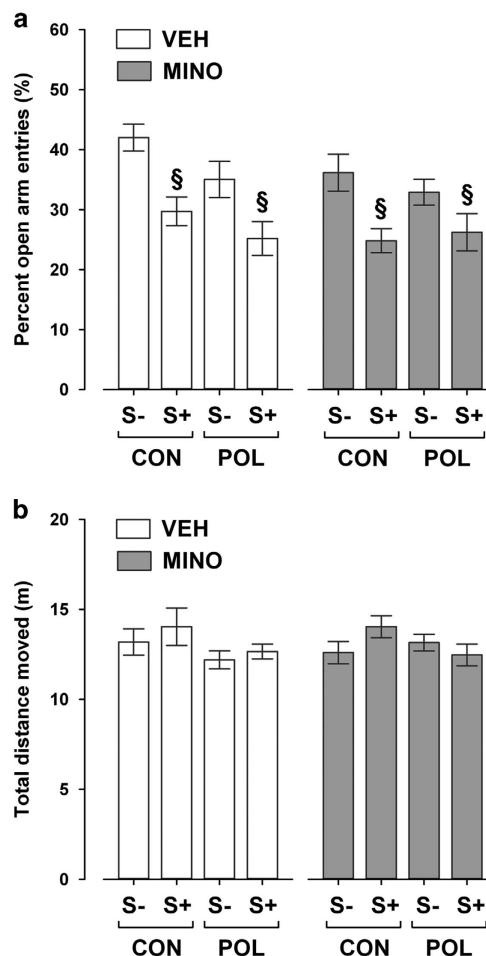 a
Percent open arm entries (%)
60
50
40
30
20
10
0
VEH
MINO
§
§
§
§
S- S+ S- S+ S- S+ S- S+
CON POL CON POL
b
Total distance moved (m)
20
15
10
5
0
VEH
MINO
S- S+ S- S+ S- S+ S- S+
CON POL CON POL